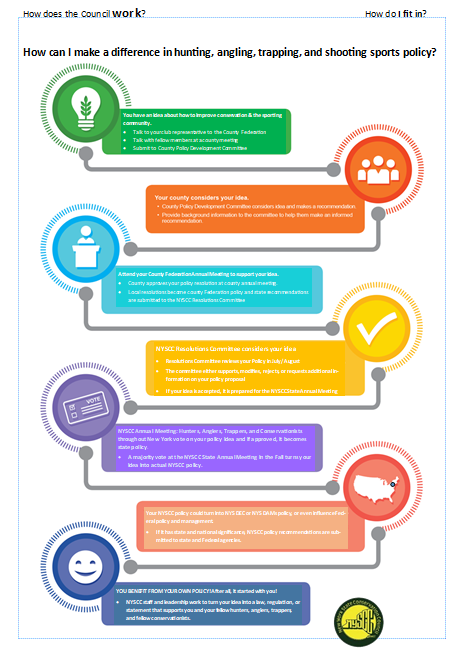 How does the Council work?
How do I fit in?
How can I make a difference in hunting, angling, trapping, and shooting sports policy?
You have an idea about how to improve conservation & the sporting
community.
• Talk to your club representative to the County Federation
• Talk with fellow members at a county meeting
• Submit to County Policy Development Committee
Your county considers your idea.
• County Policy Development Committee considers idea and makes a recommendation
• Provide background information to the committee to help them make an informed
recommendation.
Attend your County Federation Annual Meeting to support your idea.
• County approves your policy resolution at county annual meeting.
• Local resolutions become county Federation policy and state recommendations
are submitted to the NYSCC Resolutions Committee
NYSCC Resolutions Committee considers your idea
• Resolutions Committee reviews your Policy in July/August
• The committee either supports, modifies, rejects, or requests additional in-
formation on your policy proposal
• If your idea is accepted, it is prepared for the NYSCC State Annual Meeting
VOTE
NYSCC Annual Meeting: Hunters, Anglers, Trappers, and Conservationists
throughout New York vote on your policy idea and if approved, it becomes
state policy.
• A majority vote at the NYSCC State Annual Meeting in the Fall turns your
idea into actual NYSCC policy.
Your NYSCC policy could turn into NYS DEC or NYS DAMs policy, or even influence Fed-
eral policy and management.
• If it has state and national significance, NYSCC policy recommendations are sub-
mitted to state and Federal agencies.
YOU BENEFIT FROM YOUR OWN POLICY! After all, it started with you!
• NYSCC staff and leadership work to turn your idea into a law, regulation, or
statement that supports you and your fellow hunters, anglers, trappers,
and fellow conservationists.
New York State Conservation Council
NYSCC